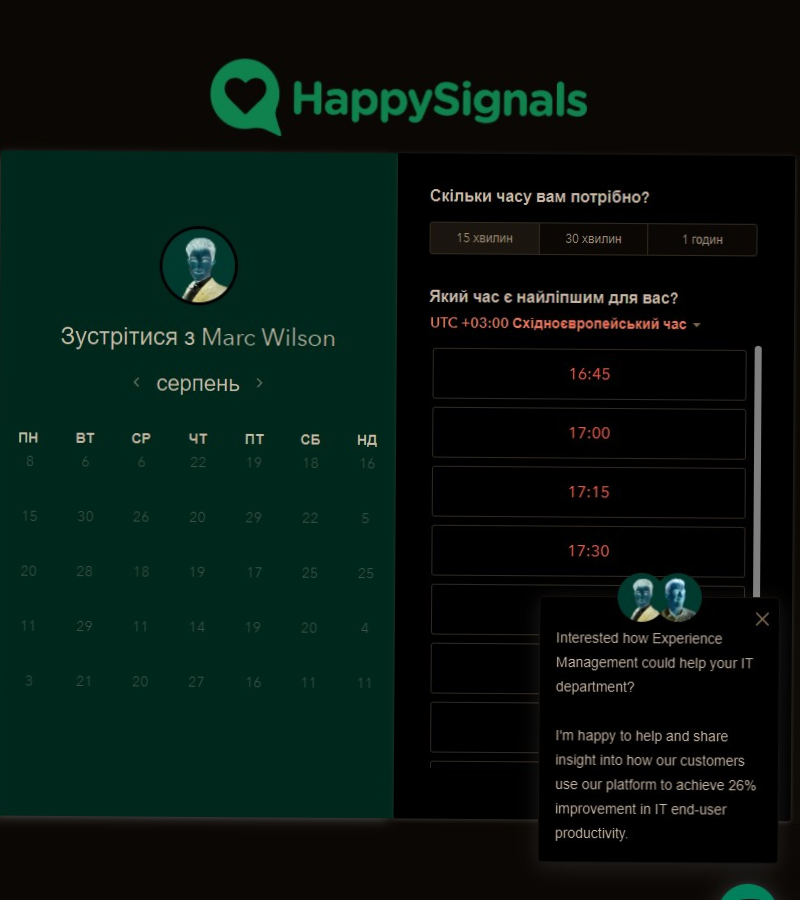 HappySignals
Зустрітися з Marc Wilson
серпень
ПН ВТ СР ЧТ ПТ СБ НД
8 6 6 22 19 18 16
15 30 26 20 29 22 5
20 28 18 19 17 25 25
11 29 11 14 19 20 4
3 21 20 27 16 11 11
Скільки часу вам потрібно?
15 хвилин 30 хвилин 1 годин
Який час є найліпшим для вас?
UTC +03:00 Східноєвропейський час
16:45
17:00
17:15
17:30
Interested how Experience
Management could help your IT
department?
I'm happy to help and share
insight into how our customers
use our platform to achieve 26%
improvement in IT end-user
productivity.